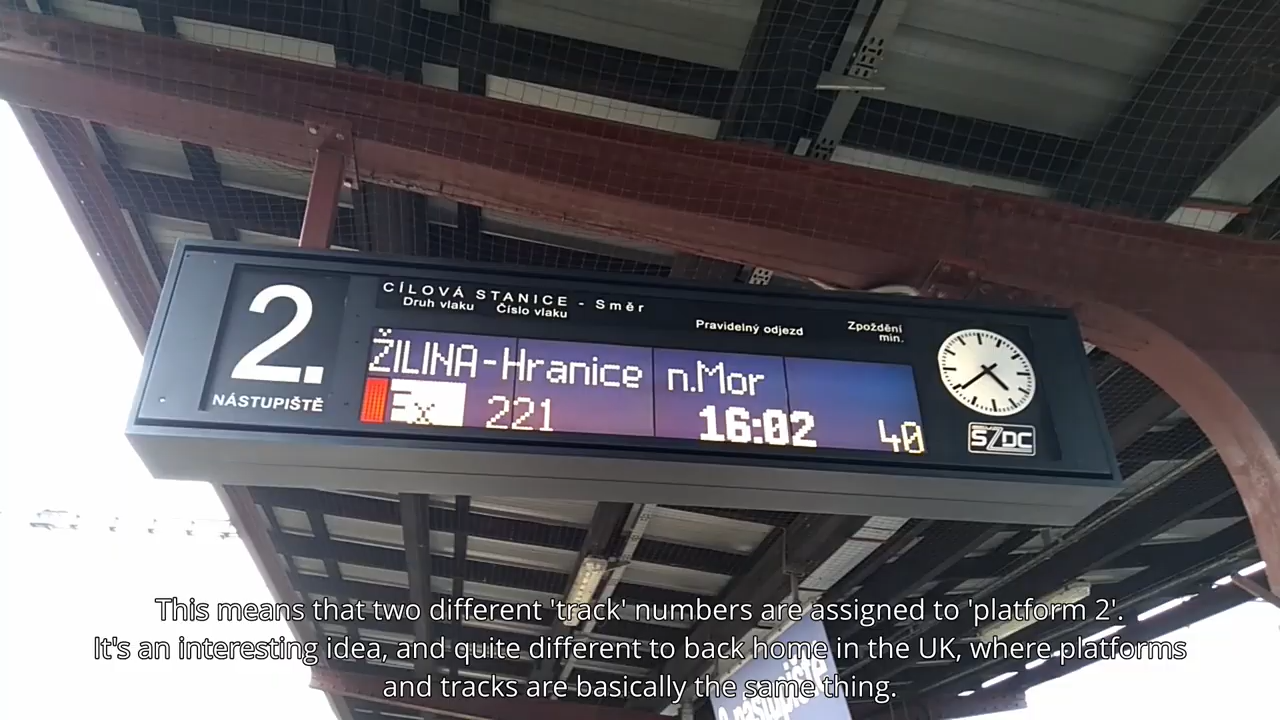 2.
NÁSTUPIŠTĚ
CÍLOVÁ STANICE - Směr
Druh vlaku Číslo vlaku
Pravidelný odjezd
Zpoždění
min.
ŽILINA-Hranice n.Mor
Ex 221 16:02 40
SŽDC
This means that two different 'track' numbers are assigned to 'platform 2'.
It's an interesting idea, and quite different to back home in the UK, where platforms
and tracks are basically the same thing.